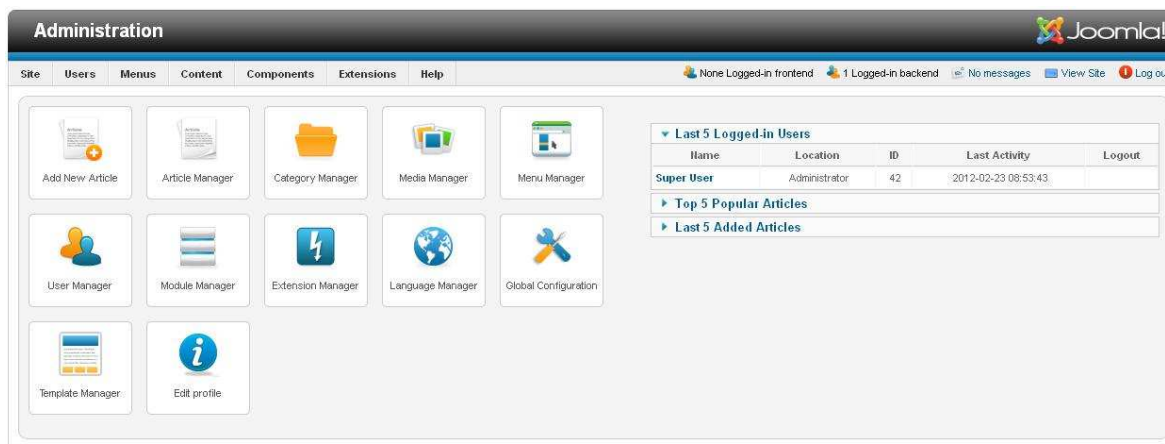 Administration
Joomla!
Site Users Menus Content Components Extensions Help
None Logged-in frontend 1 Logged-in backend No messages View Site Log ou
Add New Article Article Manager Category Manager Media Manager Menu Manager
Last 5 Logged-in Users
Name Location ID Last Activity Logout
Super User Administrator 42 2012-02-23 08:53:43
Top 5 Popular Articles
Last 5 Added Articles
User Manager Module Manager Extension Manager Language Manager Global Configuration
Template Manager Edit profile